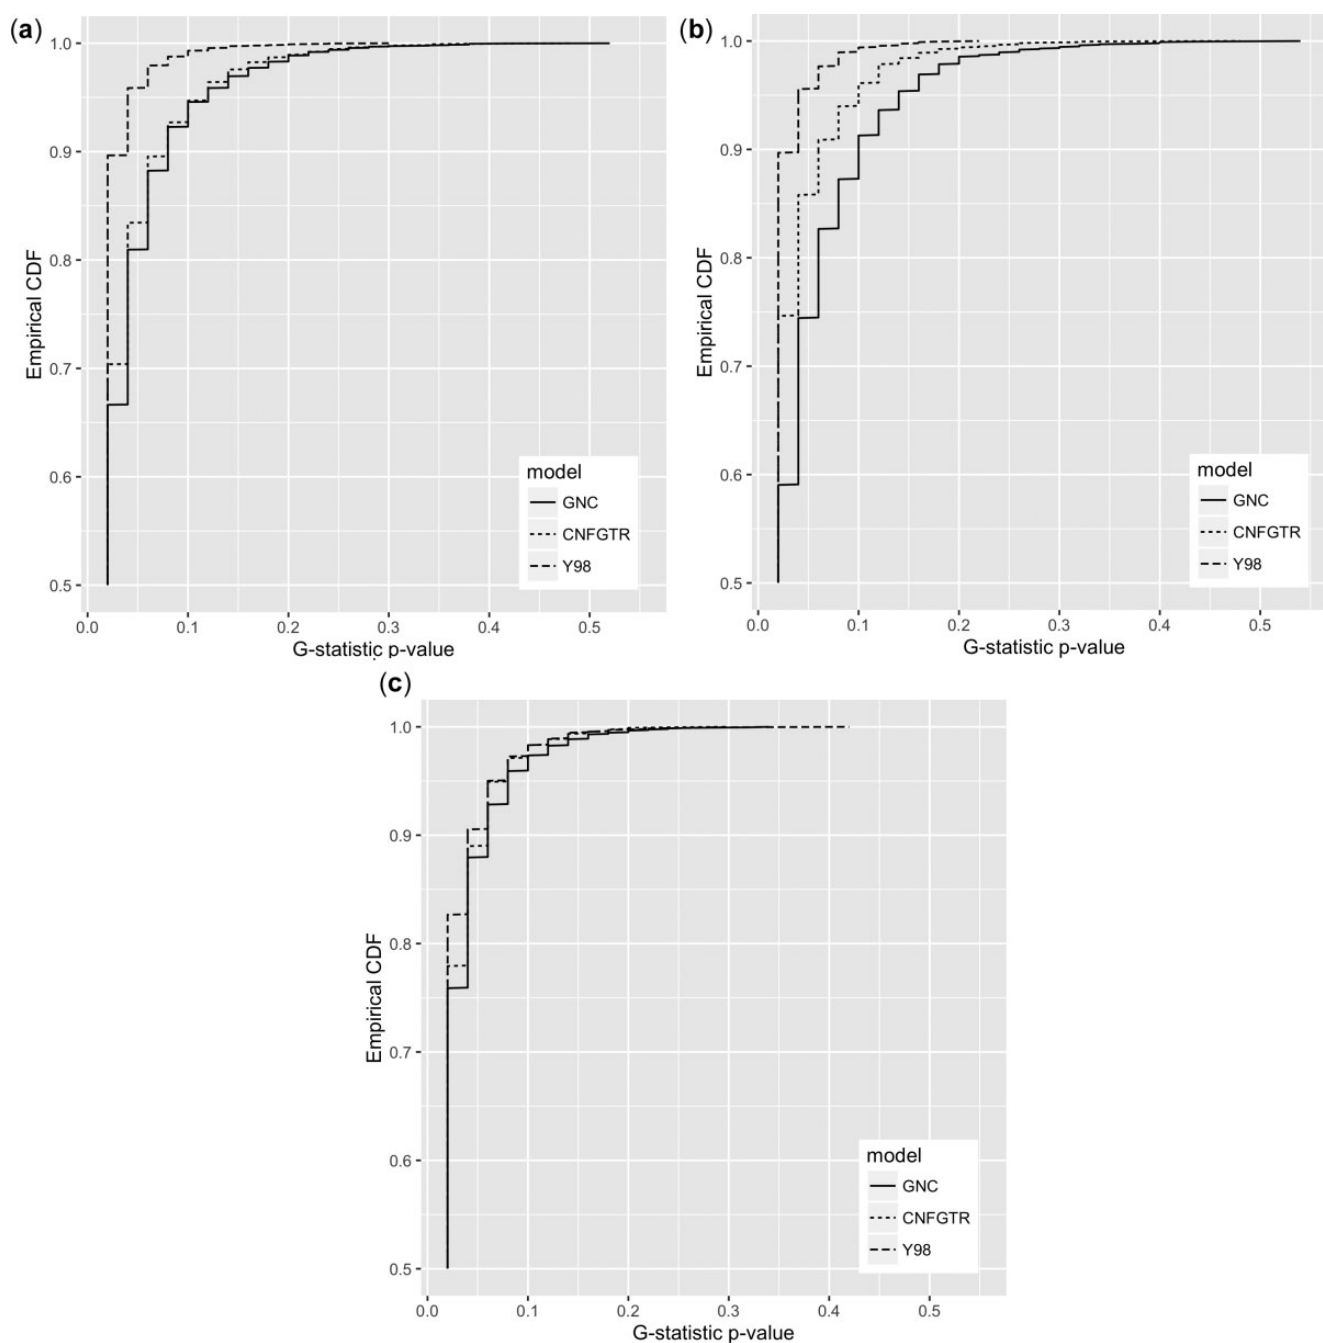 (a)
Empirical CDF
1.0
0.9
0.8
0.7
0.6
0.5
0.0 0.1 0.2 0.3 0.4 0.5
G-statistic p-value
model
GNC
CNFGTR
Y98
(b)
Empirical CDF
1.0
0.9
0.8
0.7
0.6
0.5
0.0 0.1 0.2 0.3 0.4 0.5
G-statistic p-value
model
GNC
CNFGTR
Y98
(c)
Empirical CDF
1.0
0.9
0.8
0.7
0.6
0.5
0.0 0.1 0.2 0.3 0.4 0.5
G-statistic p-value
model
GNC
CNFGTR
Y98